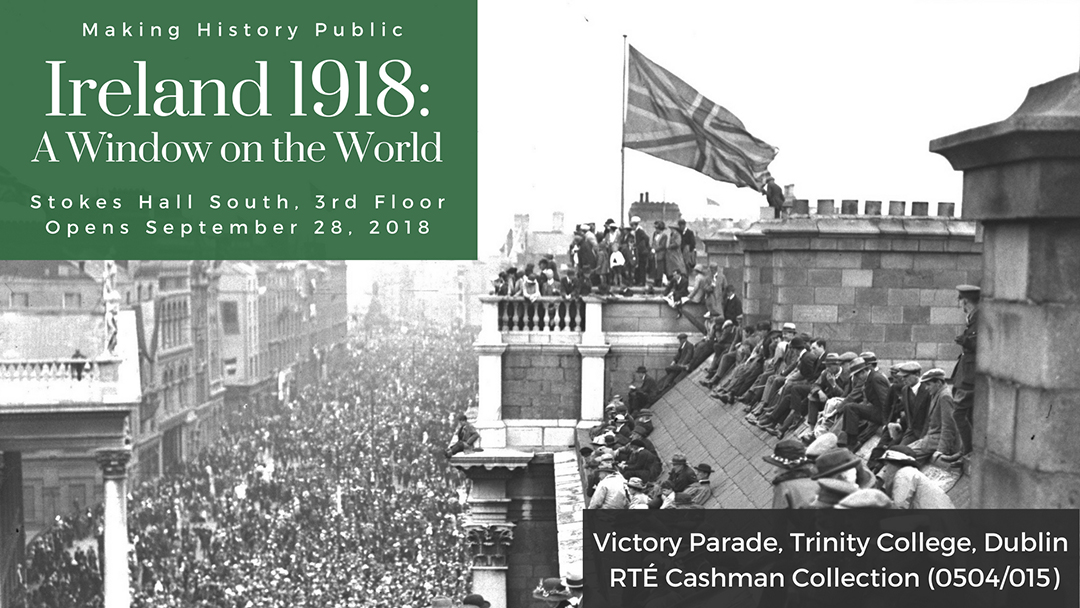 Making History Public
Ireland 1918:
A Window on the World
Stokes Hall South, 3rd Floor
Opens September 28, 2018
Victory Parade, Trinity College, Dublin
RTÉ Cashman Collection (0504/015)